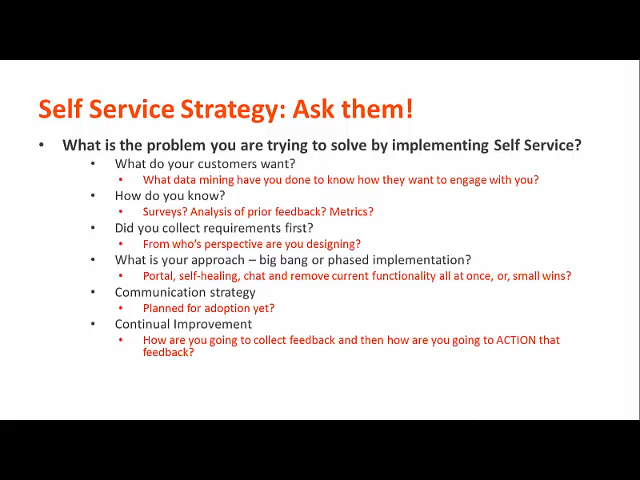 Self Service Strategy: Ask them!
• What is the problem you are trying to solve by implementing Self Service?
• What do your customers want?
• What data mining have you done to know how they want to engage with you?
• How do you know?
• Surveys? Analysis of prior feedback? Metrics?
• Did you collect requirements first?
• From who's perspective are you designing?
• What is your approach – big bang or phased implementation?
• Portal, self-healing, chat and remove current functionality all at once, or, small wins?
• Communication strategy
• Planned for adoption yet?
• Continual Improvement
• How are you going to collect feedback and then how are you going to ACTION that
feedback?